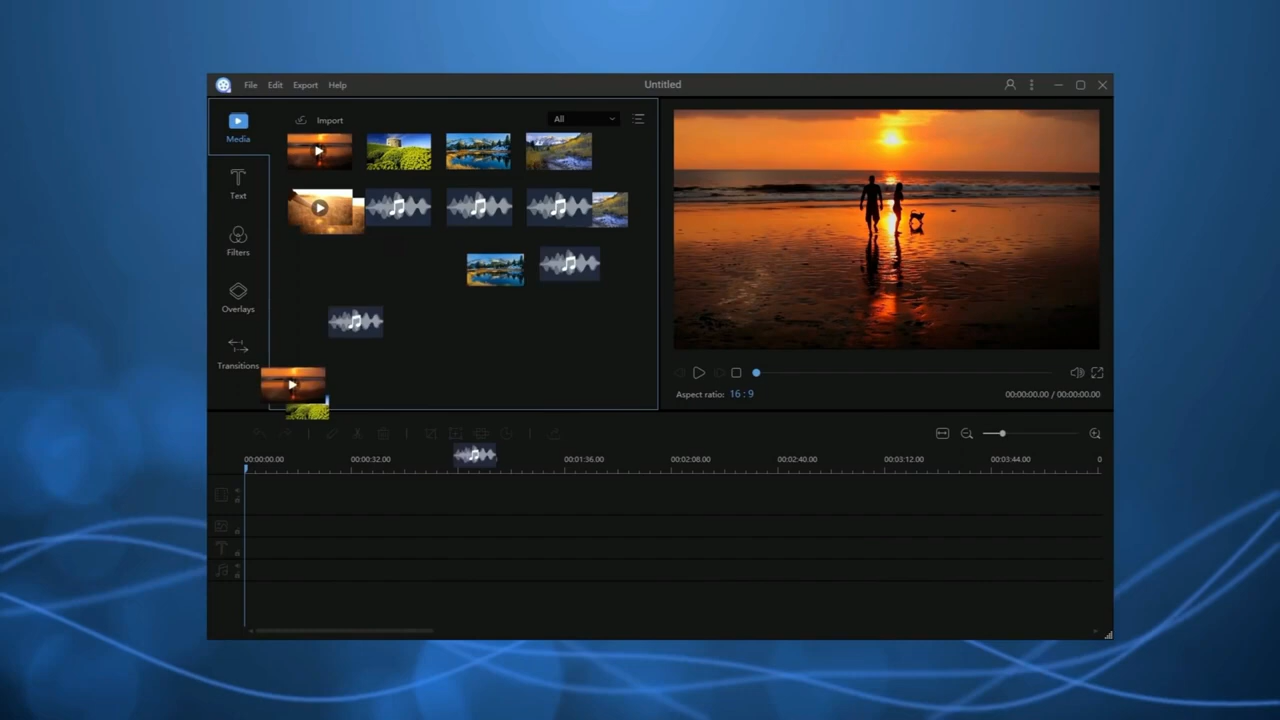 File Edit Export Help
Untitled
Media
Import
All
Text
Filters
Overlays
Transitions
Aspect ratio: 16 : 9
00:00:00.00 / 00:00:00.00
00:00:00.00 00:00:32.00 00:01:36.00 00:02:08.00 00:02:40.00 00:03:12.00 00:03:44.00 0